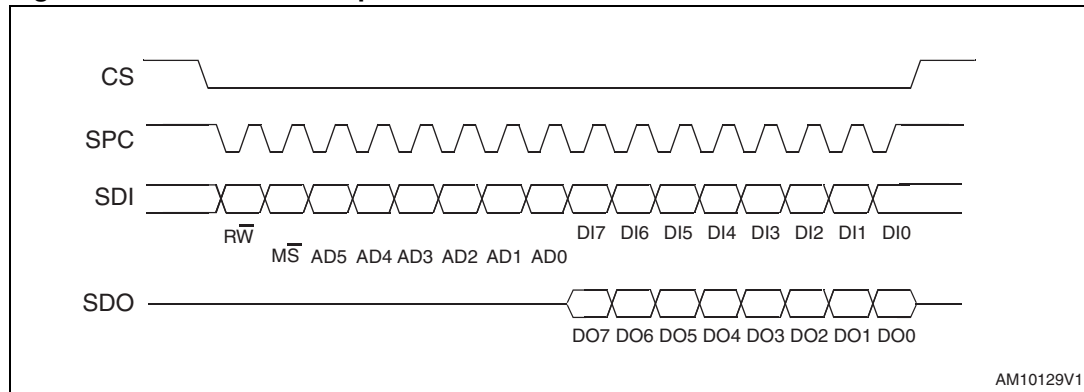 CS
SPC
SDI
RW̅
DI7 DI6 DI5 DI4 DI3 DI2 DI1 DI0
MS̅ AD5 AD4 AD3 AD2 AD1 AD0
SDO
DO7 DO6 DO5 DO4 DO3 DO2 DO1 DO0
AM10129V1